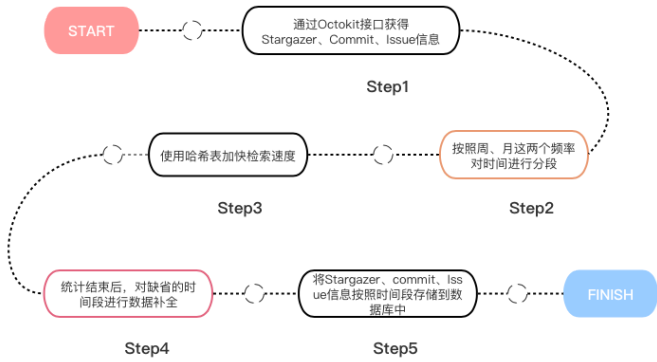 START
通过Octokit接口获得
Stargazer、Commit、Issue信息
Step1
使用哈希表加快检索速度
按照周、月这两个频率
对时间进行分段
Step3
Step2
统计结束后，对缺省的时
间段进行数据补全
将Stargazer、commit、Iss
ue信息按照时间段存储到数
据库中
FINISH
Step4
Step5